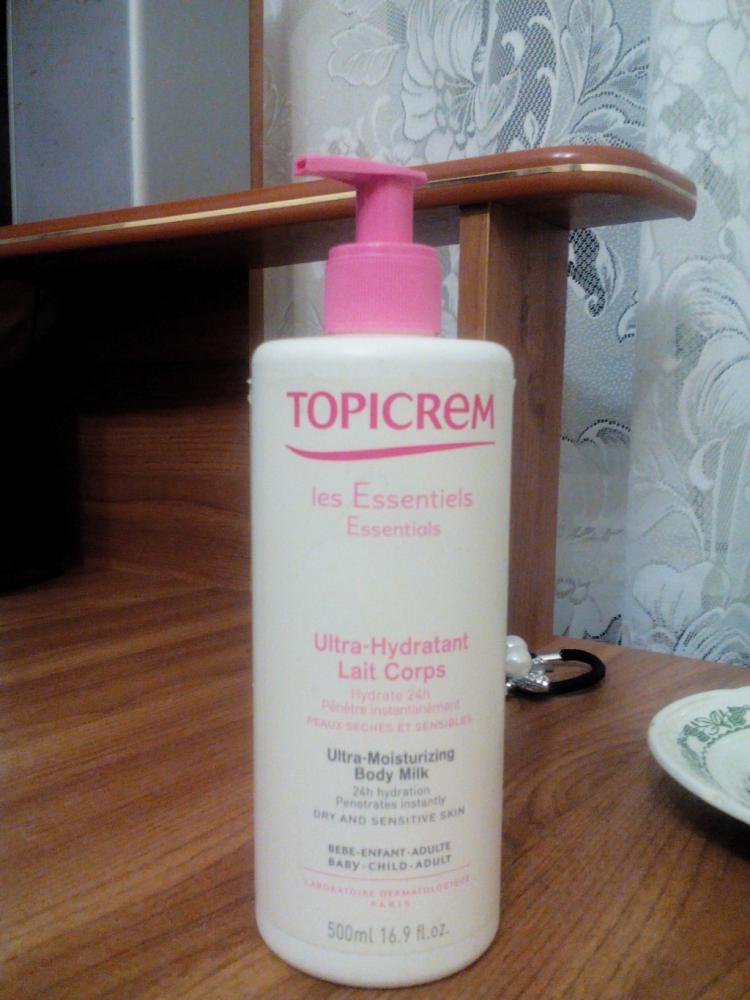 TOPICREM
les Essentiels
Essentials
Ultra-Hydratant
Lait Corps
Hydrate 24h
Pénètre instantanément
PEAUX SECHES ET SENSIBLES
Ultra-Moisturizing
Body Milk
24h hydration
Penetrates instantly
DRY AND SENSITIVE SKIN
BEBE-ENFANT-ADULTE
BABY-CHILD-ADULT
LABORATOIRE DERMATOLOGIQUE
PARIS
500ml 16.9 fl.oz.